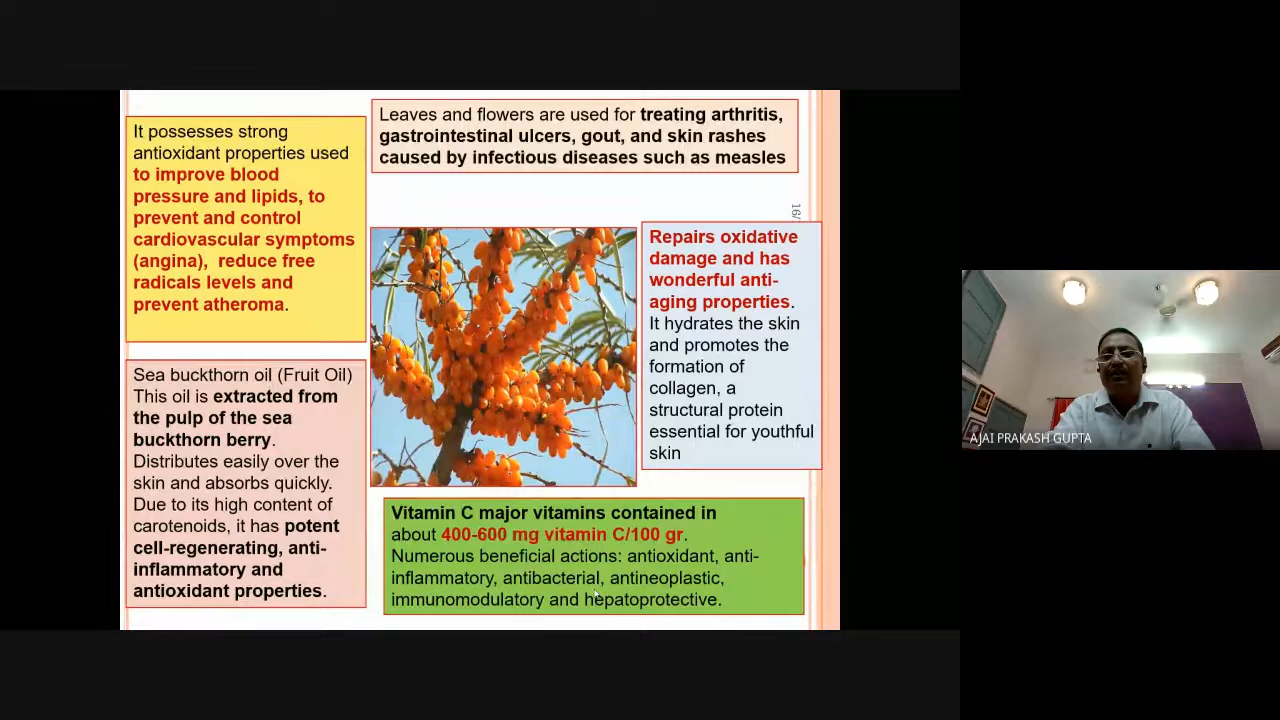 Leaves and flowers are used for treating arthritis,
gastrointestinal ulcers, gout, and skin rashes
caused by infectious diseases such as measles
It possesses strong
antioxidant properties used
to improve blood
pressure and lipids, to
prevent and control
cardiovascular symptoms
(angina), reduce free
radicals levels and
prevent atheroma.
16/
Repairs oxidative
damage and has
wonderful anti-
aging properties.
It hydrates the skin
and promotes the
formation of
collagen, a
structural protein
essential for youthful
skin
Sea buckthorn oil (Fruit Oil)
This oil is extracted from
the pulp of the sea
buckthorn berry.
Distributes easily over the
skin and absorbs quickly.
Due to its high content of
carotenoids, it has potent
cell-regenerating, anti-
inflammatory and
antioxidant properties.
Vitamin C major vitamins contained in
about 400-600 mg vitamin C/100 gr.
Numerous beneficial actions: antioxidant, anti-
inflammatory, antibacterial, antineoplastic,
immunomodulatory and hepatoprotective.
AJAI PRAKASH GUPTA